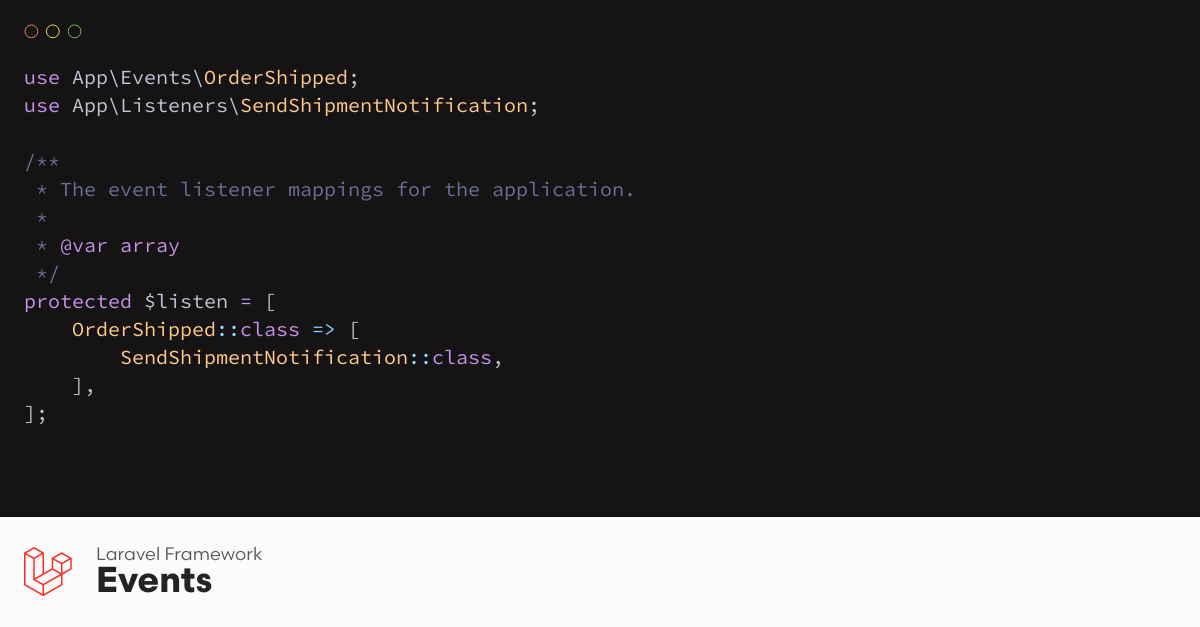 use App\Events\OrderShipped;
use App\Listeners\SendShipmentNotification;
/**
 * The event listener mappings for the application.
 *
 * @var array
 */
protected $listen = [
    OrderShipped::class => [
        SendShipmentNotification::class,
    ],
];
Laravel Framework
Events